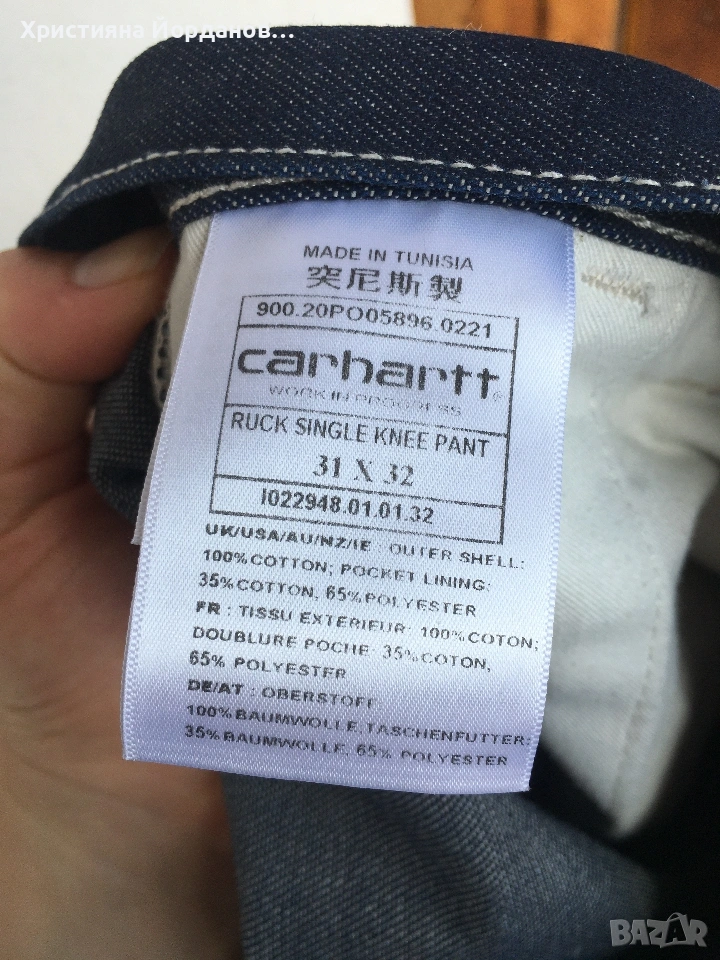 Християна Йорданов...
MADE IN TUNISIA
突尼斯製
900.20PO05896.0221
carhartt®
WORK IN PROGRESS
RUCK SINGLE KNEE PANT
31 X 32
I022948.01.01.32
UK/USA/AU/NZ/IE : OUTER SHELL:
100% COTTON; POCKET LINING:
35% COTTON, 65% POLYESTER
FR : TISSU EXTERIEUR: 100% COTON;
DOUBLURE POCHE: 35% COTON,
65% POLYESTER
DE/AT : OBERSTOFF:
100% BAUMWOLLE, TASCHENFUTTER:
35% BAUMWOLLE, 65% POLYESTER
BAZAR